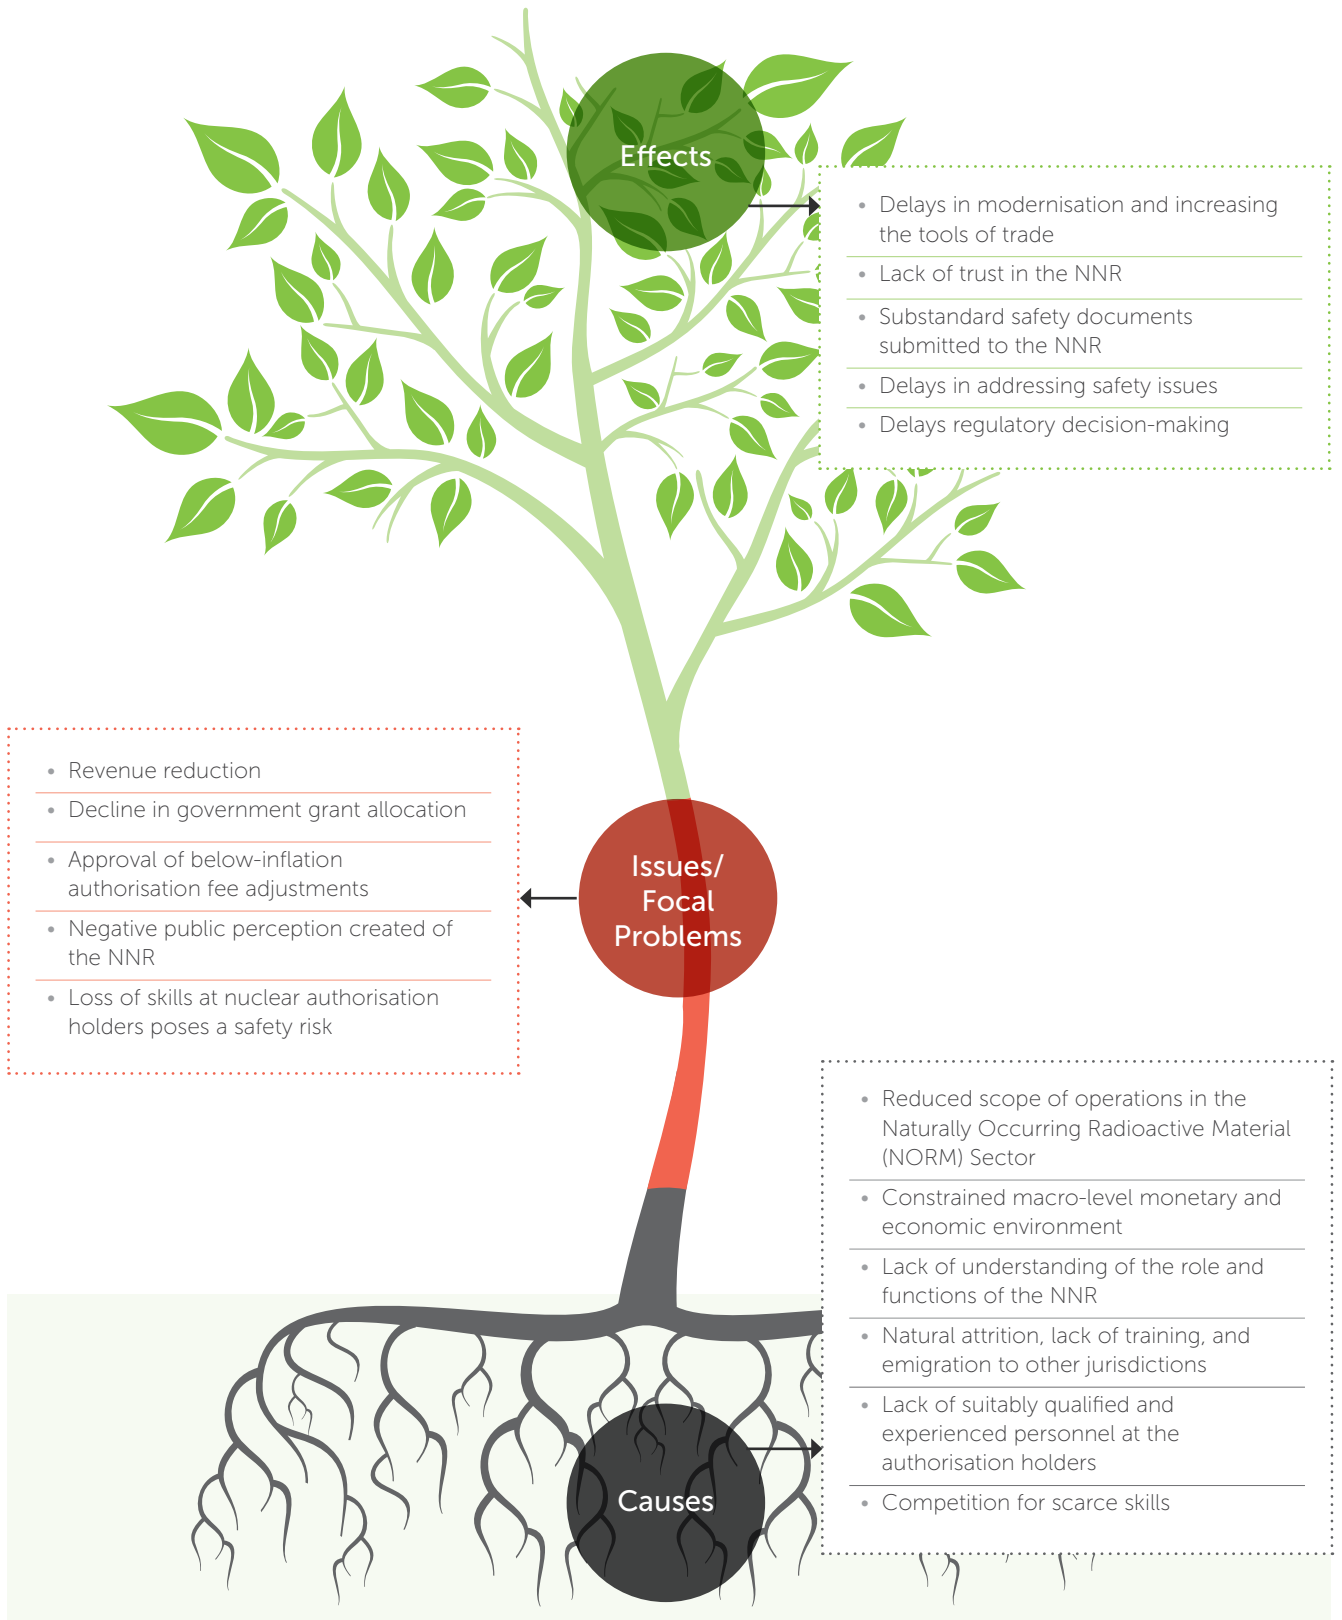 Effects
• Delays in modernisation and increasing
the tools of trade
• Lack of trust in the NNR
• Substandard safety documents
submitted to the NNR
• Delays in addressing safety issues
• Delays regulatory decision-making
• Revenue reduction
• Decline in government grant allocation
• Approval of below-inflation
authorisation fee adjustments
• Negative public perception created of
the NNR
• Loss of skills at nuclear authorisation
holders poses a safety risk
Issues/
Focal
Problems
• Reduced scope of operations in the
Naturally Occurring Radioactive Material
(NORM) Sector
• Constrained macro-level monetary and
economic environment
• Lack of understanding of the role and
functions of the NNR
• Natural attrition, lack of training, and
emigration to other jurisdictions
• Lack of suitably qualified and
experienced personnel at the
authorisation holders
• Competition for scarce skills
Causes